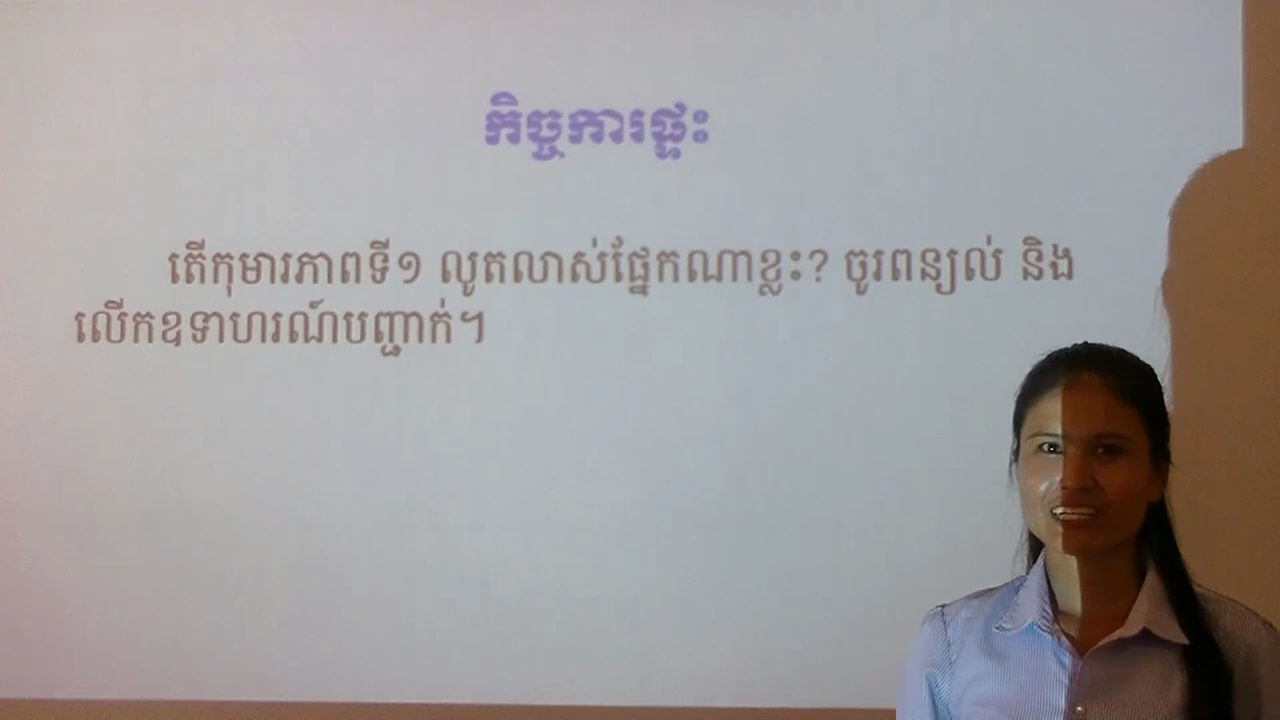 កិច្ចការផ្ទះ
តើកុមារភាពទី១ លូតលាស់ផ្នែកណាខ្លះ? ចូរពន្យល់ និង
លើកឧទាហរណ៍បញ្ជាក់។